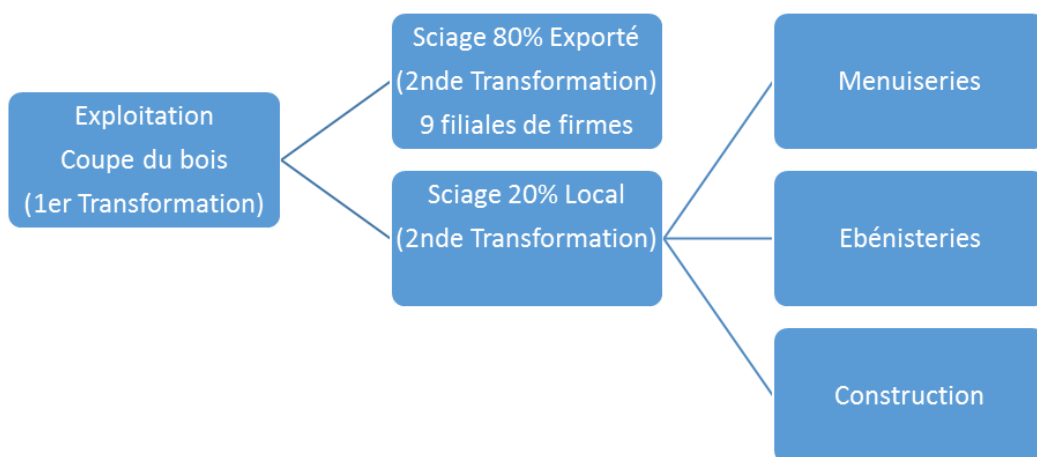 Exploitation
Coupe du bois
(1er Transformation)
Sciage 80% Exporté
(2nde Transformation)
9 filiales de firmes
Sciage 20% Local
(2nde Transformation)
Menuiseries
Ebénisteries
Construction